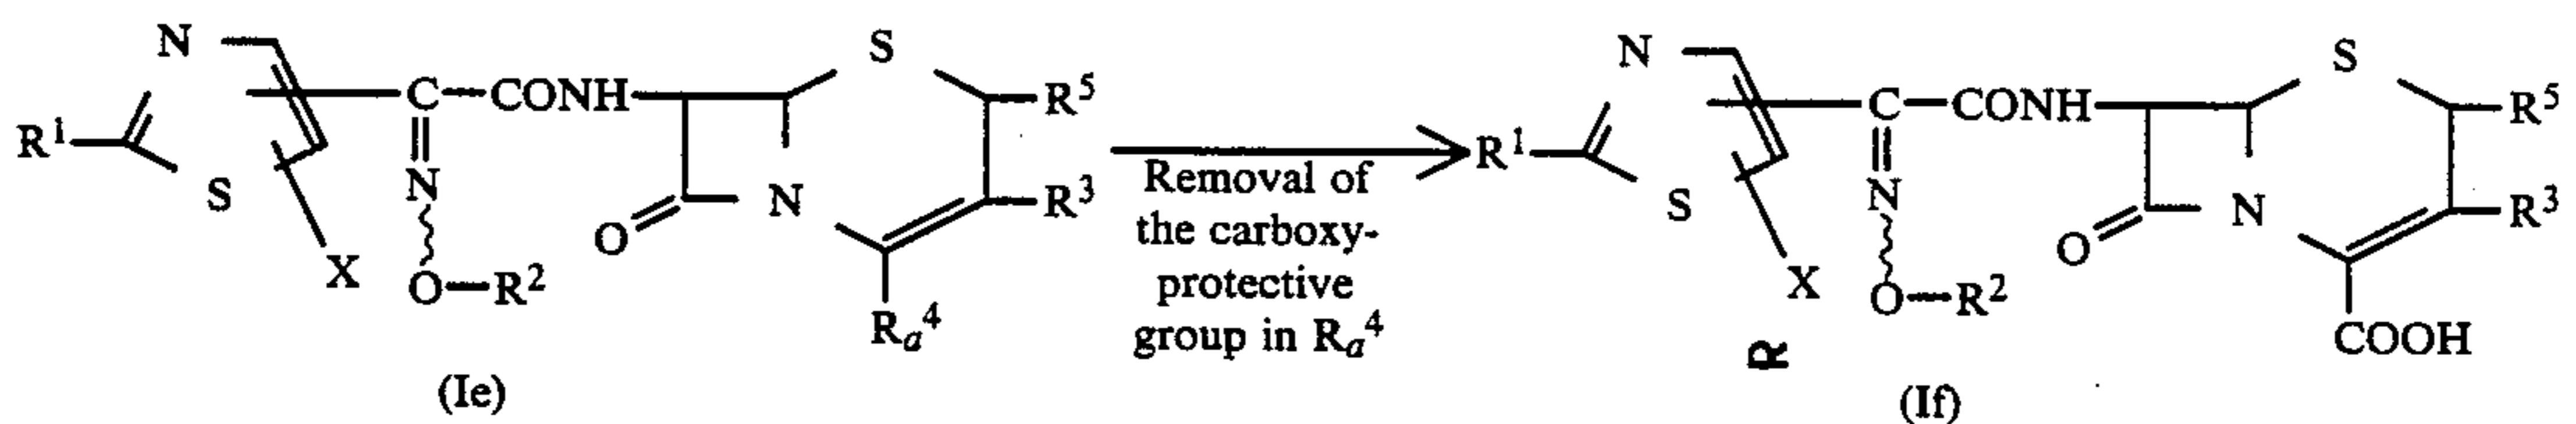 N
S
R¹
S
X
C
CONH
N
O—R²
O
N
R⁵
R³
Rₐ⁴
(Ie)
Removal of
the carboxy-
protective
group in Rₐ⁴
N
S
R¹
S
X
C
CONH
N
O—R²
O
N
R⁵
R³
COOH
R
(If)